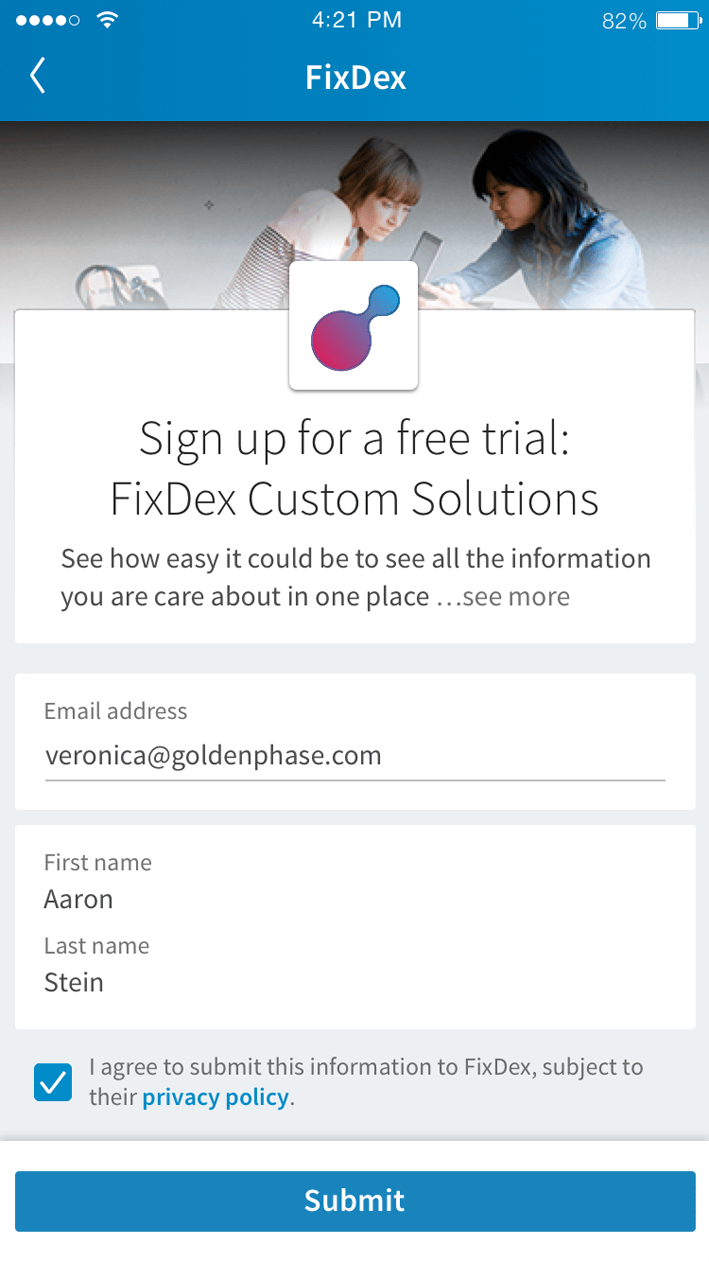 4:21 PM
82%
FixDex
Sign up for a free trial:
FixDex Custom Solutions
See how easy it could be to see all the information
you are care about in one place ...see more
Email address
veronica@goldenphase.com
First name
Aaron
Last name
Stein
I agree to submit this information to FixDex, subject to
their privacy policy.
Submit